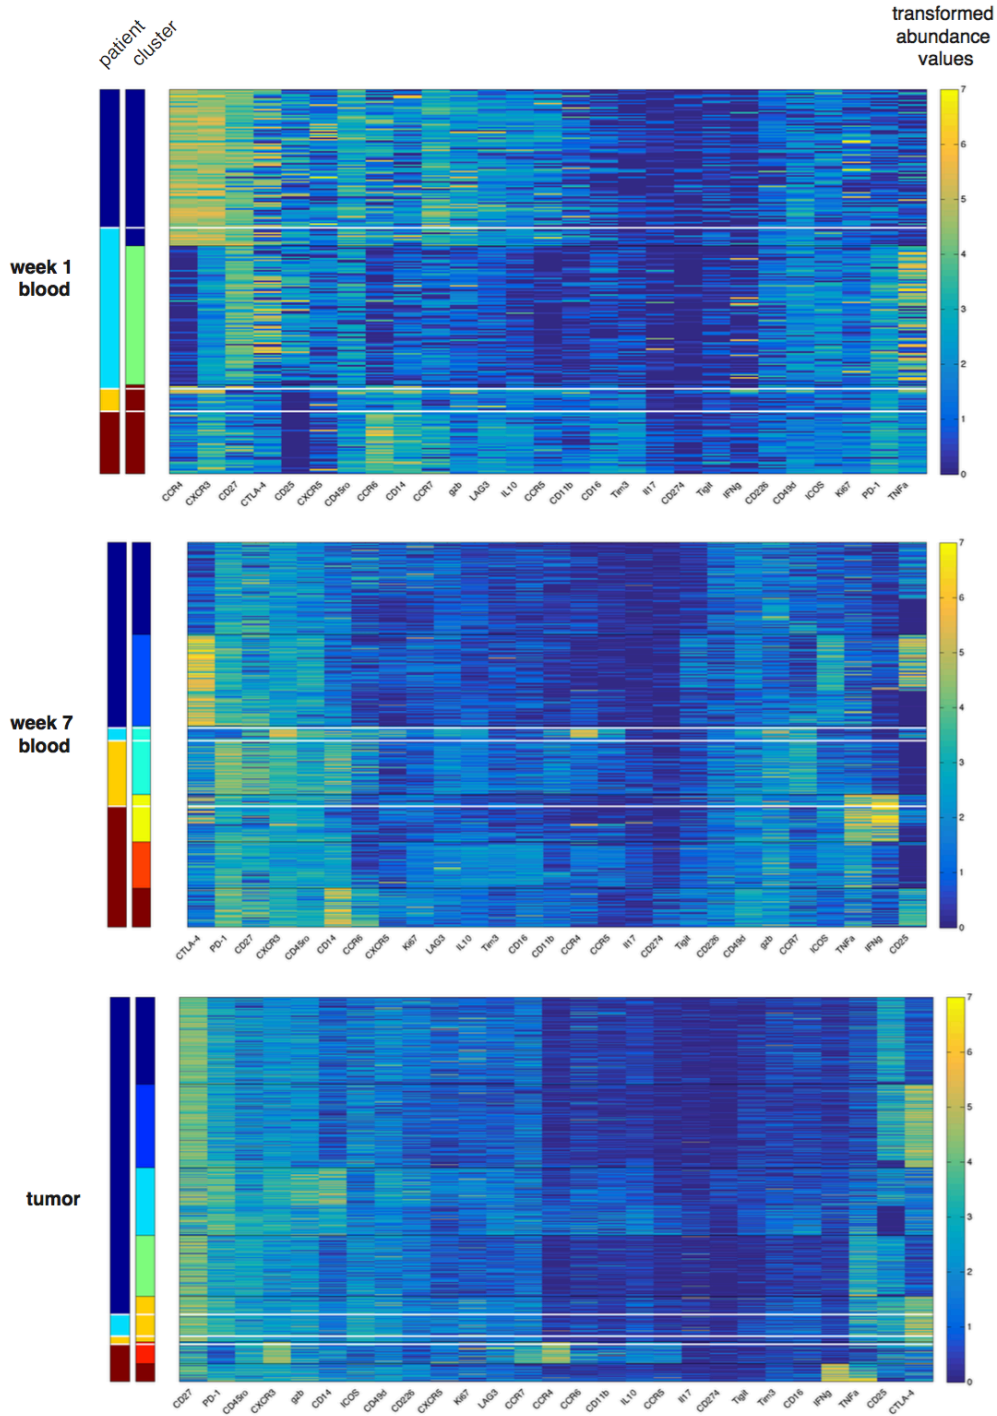 patient
cluster
transformed
abundance
values
week 1
blood
7
6
5
4
3
2
1
0
CCR4 CXCR3 CD27 CTLA-4 CD25 CXCR5 CD45ro CCR6 CD14 CCR7 gzb LAG3 IL10 CCR5 CD11b CD16 Tim3 Il17 CD274 Tigit IFNg CD226 CD49d ICOS Ki67 PD-1 TNFa
week 7
blood
7
6
5
4
3
2
1
0
CTLA-4 PD-1 CD27 CXCR3 CD45ro CD14 CCR6 CXCR5 Ki67 LAG3 IL10 Tim3 CD16 CD11b CCR4 CCR5 Il17 CD274 Tigit CD226 CD49d gzb CCR7 ICOS TNFa IFNg CD25
tumor
7
6
5
4
3
2
1
0
CD27 PD-1 CD45ro CXCR3 gzb CD14 ICOS CD49d CD226 CXCR5 Ki67 LAG3 CCR7 CCR4 CCR6 CD11b IL10 CCR5 Il17 CD274 Tigit Tim3 CD16 IFNg TNFa CD25 CTLA-4